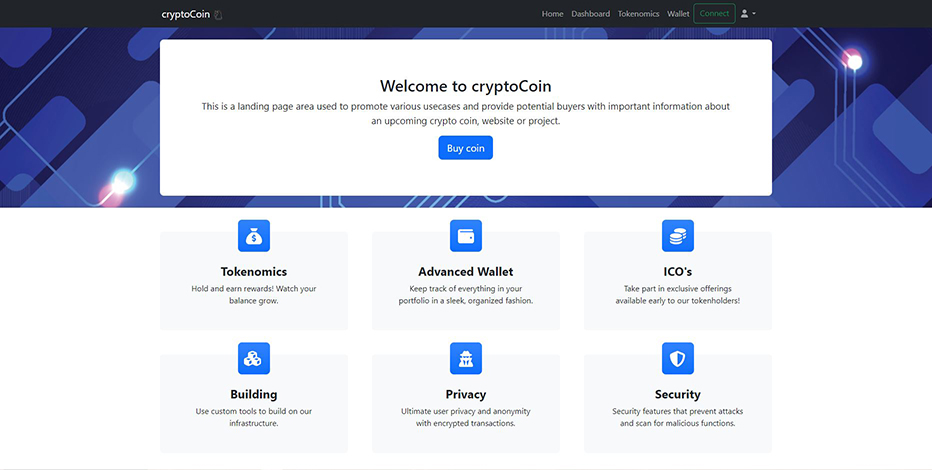 cryptoCoin
Home Dashboard Tokenomics Wallet Connect
Welcome to cryptoCoin
This is a landing page area used to promote various usecases and provide potential buyers with important information about
an upcoming crypto coin, website or project.
Buy coin
Tokenomics
Hold and earn rewards! Watch your
balance grow.
Advanced Wallet
Keep track of everything in your
portfolio in a sleek, organized fashion.
ICO's
Take part in exclusive offerings
available early to our tokenholders!
Building
Use custom tools to build on our
infrastructure.
Privacy
Ultimate user privacy and anonymity
with encrypted transactions.
Security
Security features that prevent attacks
and scan for malicious functions.